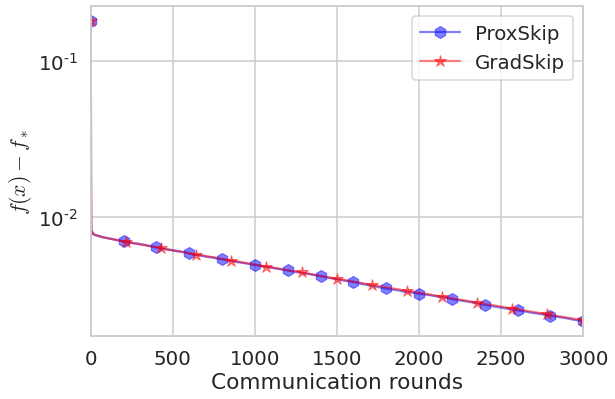 ProxSkip
GradSkip
10⁻¹
10⁻²
f(x) − f*
0 500 1000 1500 2000 2500 3000
Communication rounds